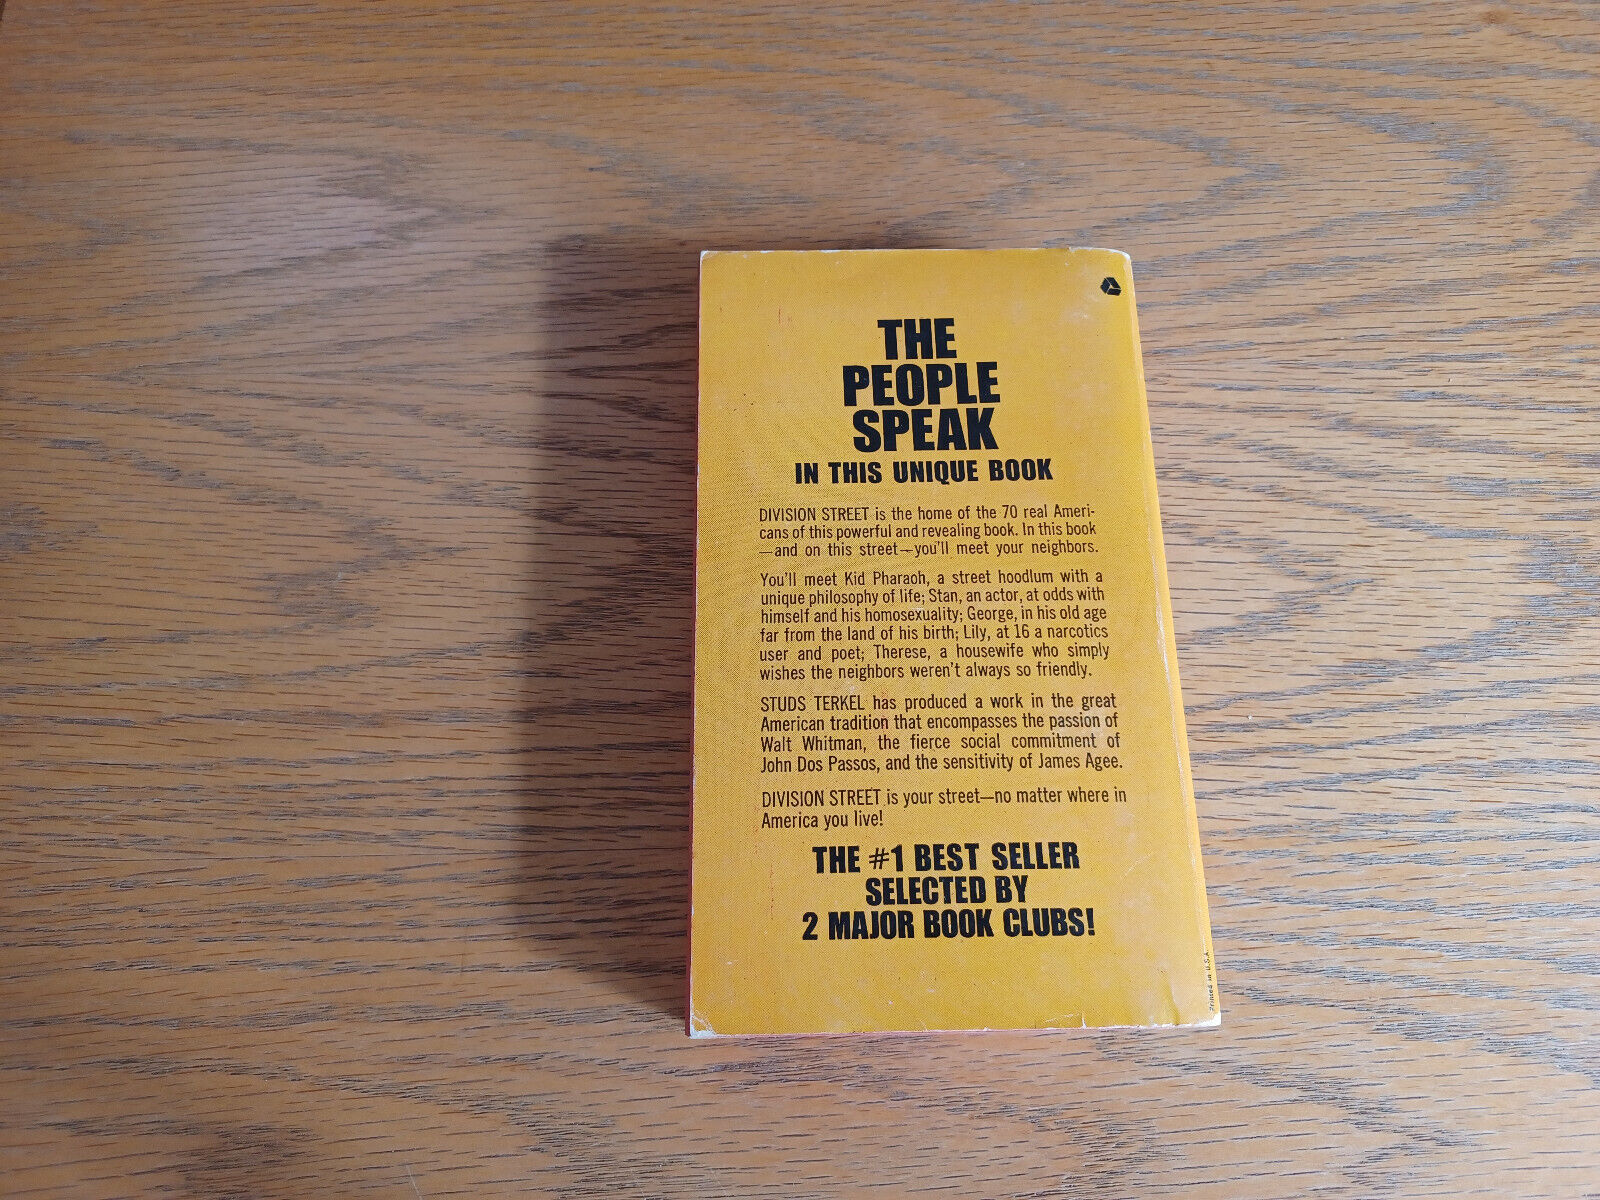 THE
PEOPLE
SPEAK
IN THIS UNIQUE BOOK
DIVISION STREET is the home of the 70 real Ameri-
cans of this powerful and revealing book. In this book
—and on this street—you'll meet your neighbors.
You'll meet Kid Pharaoh, a street hoodlum with a
unique philosophy of life; Stan, an actor, at odds with
himself and his homosexuality; George, in his old age
far from the land of his birth; Lily, at 16 a narcotics
user and poet; Therese, a housewife who simply
wishes the neighbors weren't always so friendly.
STUDS TERKEL has produced a work in the great
American tradition that encompasses the passion of
Walt Whitman, the fierce social commitment of
John Dos Passos, and the sensitivity of James Agee.
DIVISION STREET is your street—no matter where in
America you live!
THE #1 BEST SELLER
SELECTED BY
2 MAJOR BOOK CLUBS!
Printed in U.S.A.